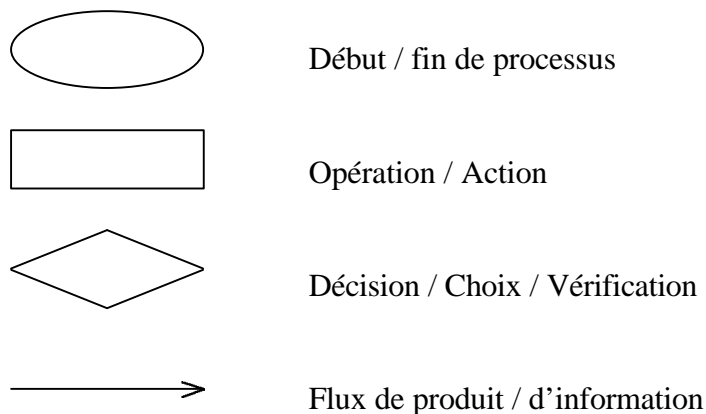 Début / fin de processus
Opération / Action
Décision / Choix / Vérification
Flux de produit / d’information